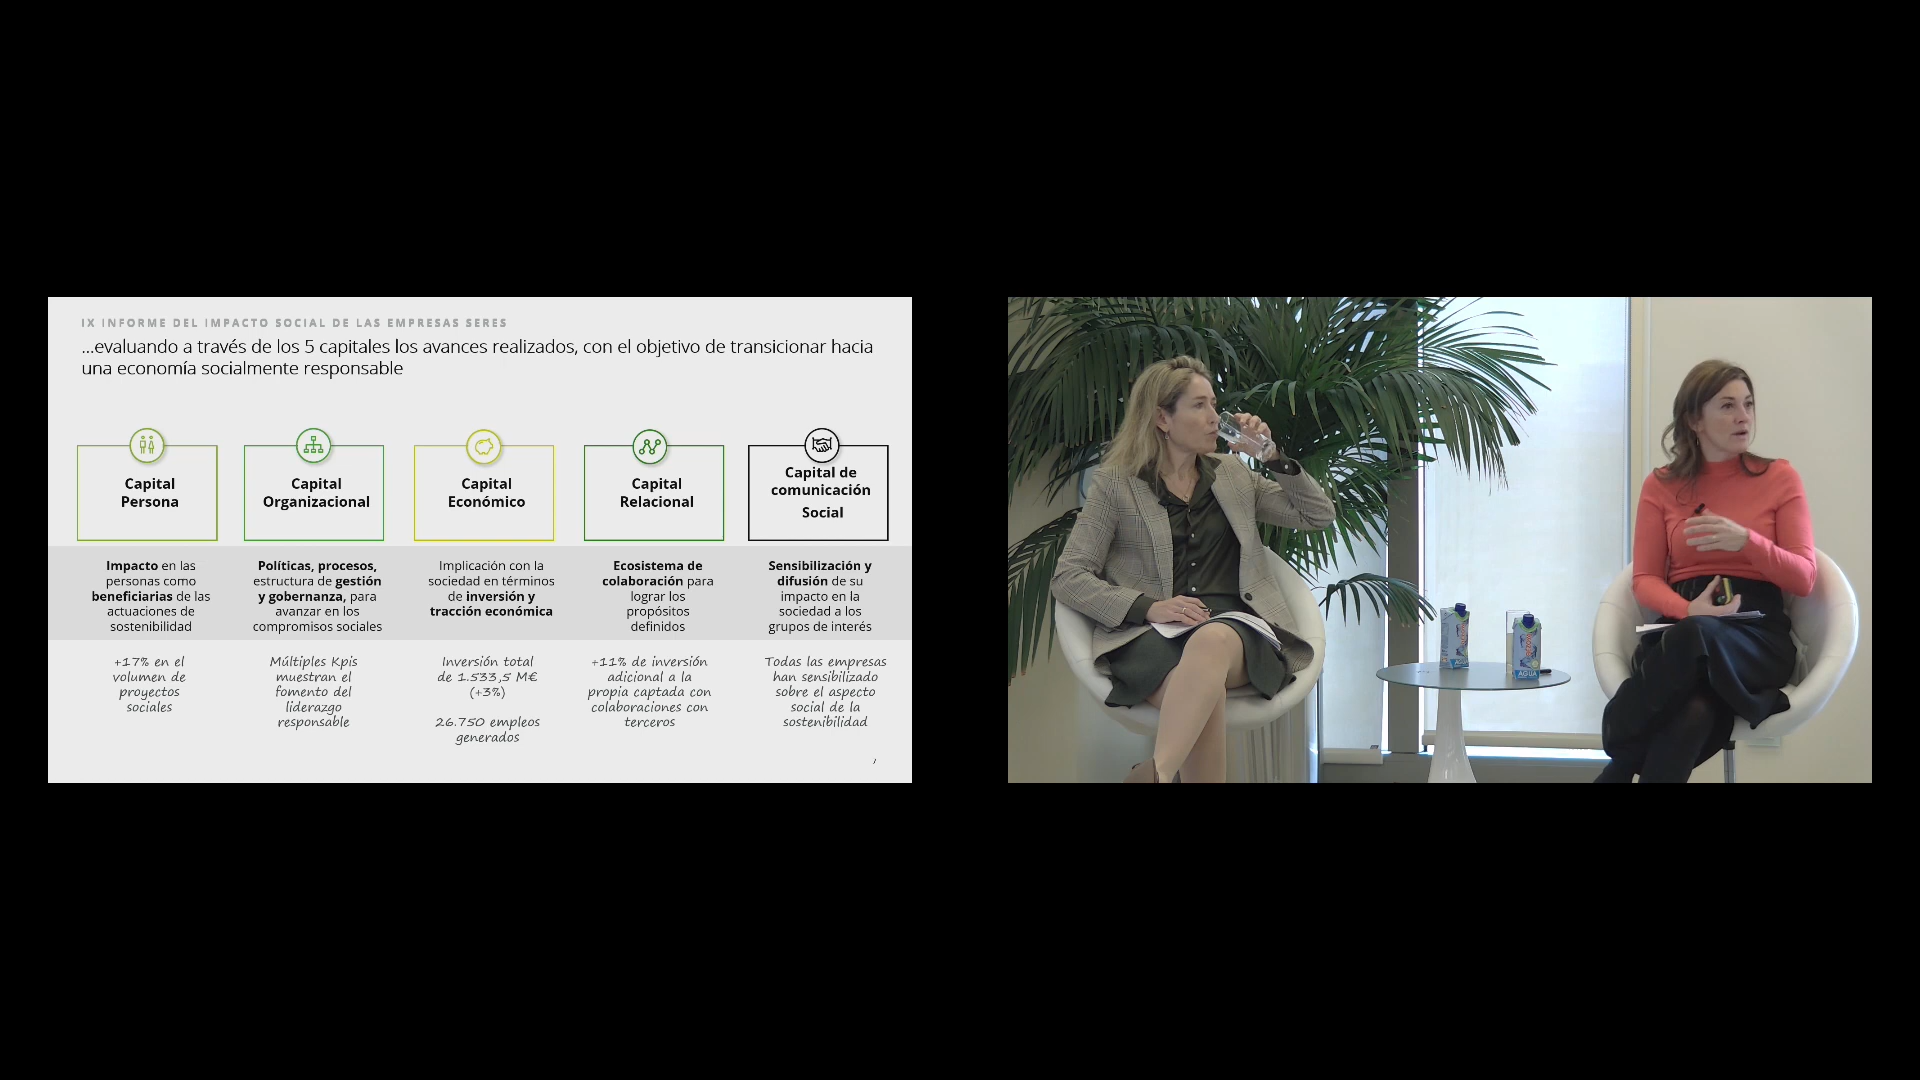 IX INFORME DEL IMPACTO SOCIAL DE LAS EMPRESAS SERES
...evaluando a través de los 5 capitales los avances realizados, con el objetivo de transicionar hacia
una economía socialmente responsable
Capital
Persona
Impacto en las
personas como
beneficiarias de las
actuaciones de
sostenibilidad
+17% en el
volumen de
proyectos
sociales
Capital
Organizacional
Políticas, procesos,
estructura de gestión
y gobernanza, para
avanzar en los
compromisos sociales
Múltiples Kpis
muestran el
fomento del
liderazgo
responsable
Capital
Económico
Implicación con la
sociedad en términos
de inversión y
tracción económica
Inversión total
de 1.533,5 M€
(+3%)
26.750 empleos
generados
Capital
Relacional
Ecosistema de
colaboración para
lograr los
propósitos
definidos
+11% de inversión
adicional a la
propia captada con
colaboraciones con
terceros
Capital de
comunicación
Social
Sensibilización y
difusión de su
impacto en la
sociedad a los
grupos de interés
Todas las empresas
han sensibilizado
sobre el aspecto
social de la
sostenibilidad
AGUA